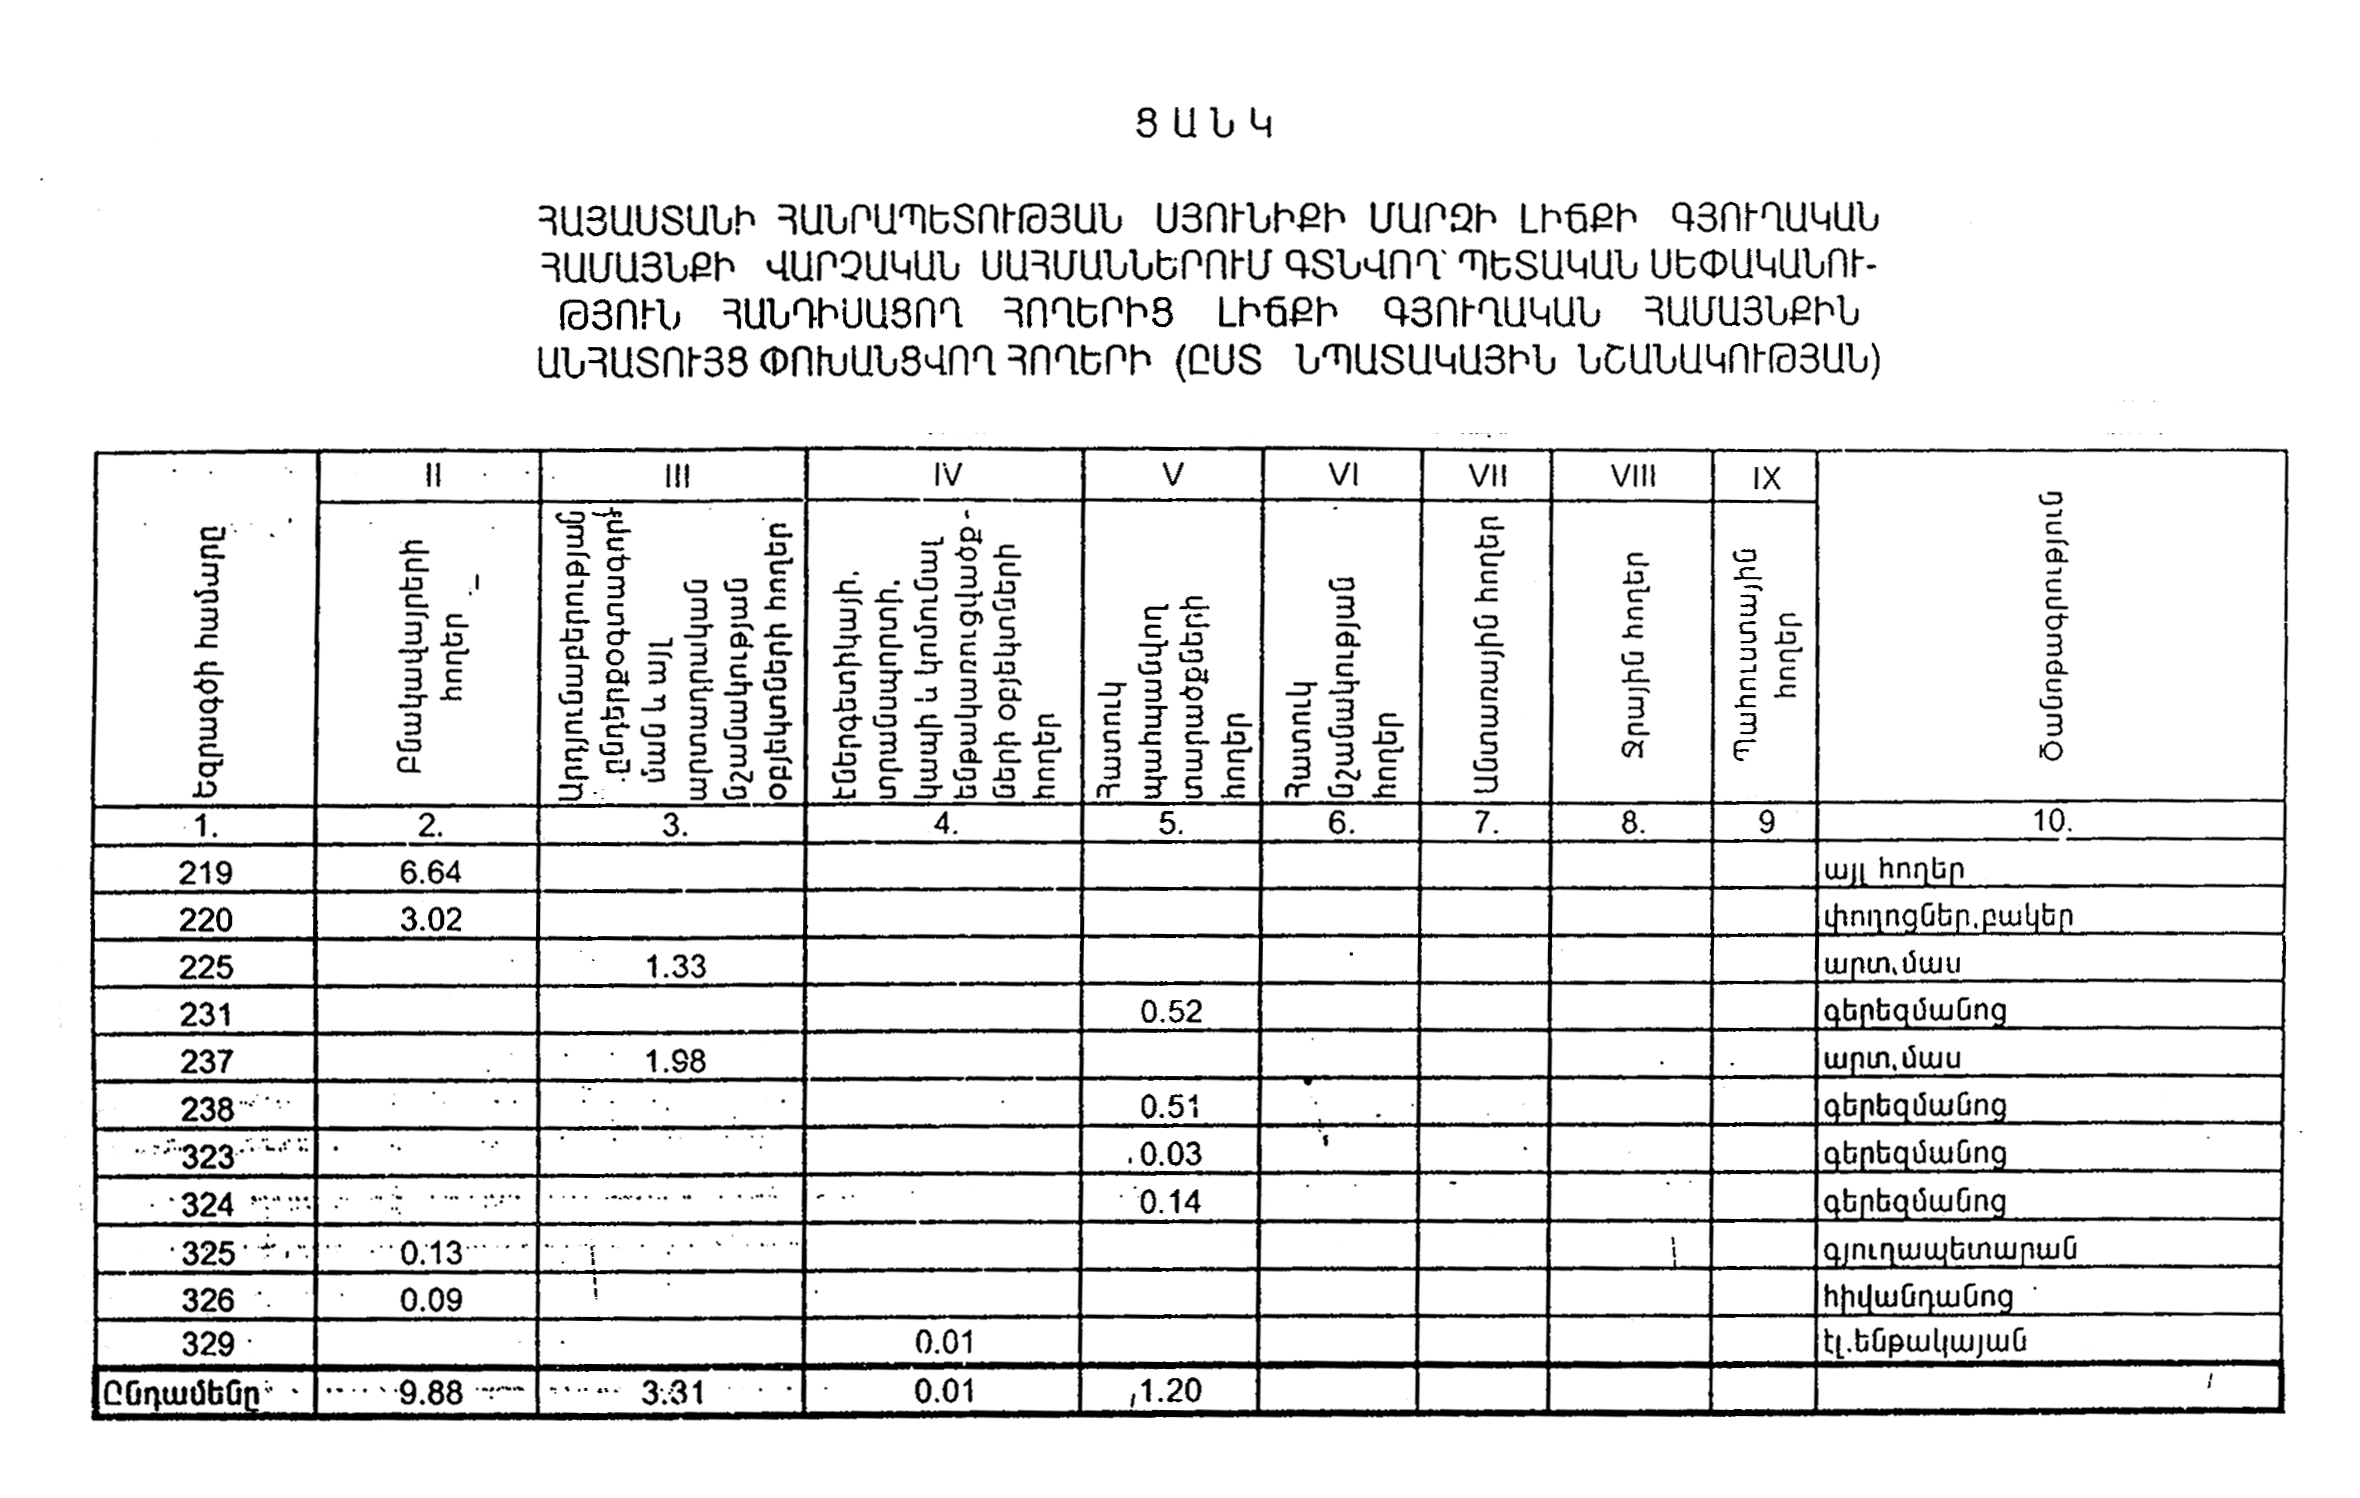 ՑԱՆԿ
ՀԱՅԱՍՏԱՆԻ ՀԱՆՐԱՊԵՏՈՒԹՅԱՆ ՍՅՈՒՆԻՔԻ ՄԱՐԶԻ ԼԻՃՔԻ ԳՅՈՒՂԱԿԱՆ
ՀԱՄԱՅՆՔԻ ՎԱՐՉԱԿԱՆ ՍԱՀՄԱՆՆԵՐՈՒՄ ԳՏՆՎՈՂ՝ ՊԵՏԱԿԱՆ ՍԵՓԱԿԱՆՈՒ-
ԹՅՈՒՆ ՀԱՆԴԻՍԱՑՈՂ ՀՈՂԵՐԻՑ ԼԻՃՔԻ ԳՅՈՒՂԱԿԱՆ ՀԱՄԱՅՆՔԻՆ
ԱՆՀԱՏՈՒՅՑ ՓՈԽԱՆՑՎՈՂ ՀՈՂԵՐԻ (ԸՍՏ ՆՊԱՏԱԿԱՅԻՆ ՆՇԱՆԱԿՈՒԹՅԱՆ)
II III IV V VI VII VIII IX
Եզրագծի համարը
Բնակավայրերի
հողեր
Արդյունաբերության
ընդերքօգտագործման և այլ
արտադրական
նշանակության
օբյեկտների հողեր
Էներգետիկայի,
տրանսպորտի,
կապի և կոմունալ
ենթակառուցվածք-
ների օբյեկտների
հողեր
Հատուկ
պահպանվող
տարածքների
հողեր
Հատուկ
նշանակության
հողեր
Անտառային հողեր
Ջրային հողեր
Պահուստային
հողեր
Ծանոթություն
1. 2. 3. 4. 5. 6. 7. 8. 9 10.
219 6.64 այլ հողեր
220 3.02 փողոցներ,բակեր
225 1.33 արտ.մաս
231 0.52 գերեզմանոց
237 1.98 արտ.մաս
238 0.51 գերեզմանոց
323 0.03 գերեզմանոց
324 0.14 գերեզմանոց
325 0.13 գյուղապետարան
326 0.09 հիվանդանոց
329 0.01 էլ.ենթակայան
Ընդամենը 9.88 3.31 0.01 1.20